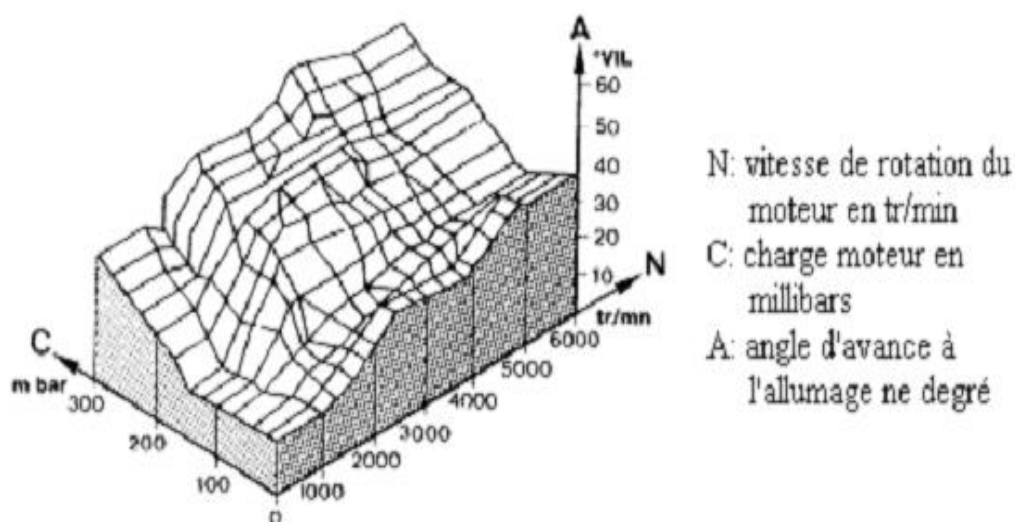 A
°VIL
60
50
40
30
20
10
N
tr/mn
6000
5000
4000
3000
2000
1000
0
100
200
300
m bar
C
N: vitesse de rotation du
moteur en tr/min
C: charge moteur en
millibars
A: angle d'avance à
l'allumage ne degré